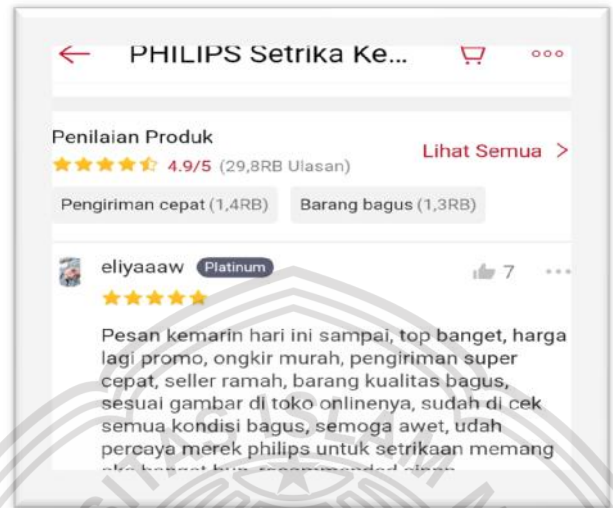 PHILIPS Setrika Ke...
Penilaian Produk
Lihat Semua >
4.9/5 (29,8RB Ulasan)
Pengiriman cepat (1,4RB) Barang bagus (1,3RB)
eliyaaaw Platinum
7
Pesan kemarin hari ini sampai, top banget, harga
lagi promo, ongkir murah, pengiriman super
cepat, seller ramah, barang kualitas bagus,
sesuai gambar di toko onlinenya, sudah di cek
semua kondisi bagus, semoga awet, udah
percaya merek philips untuk setrikaan memang